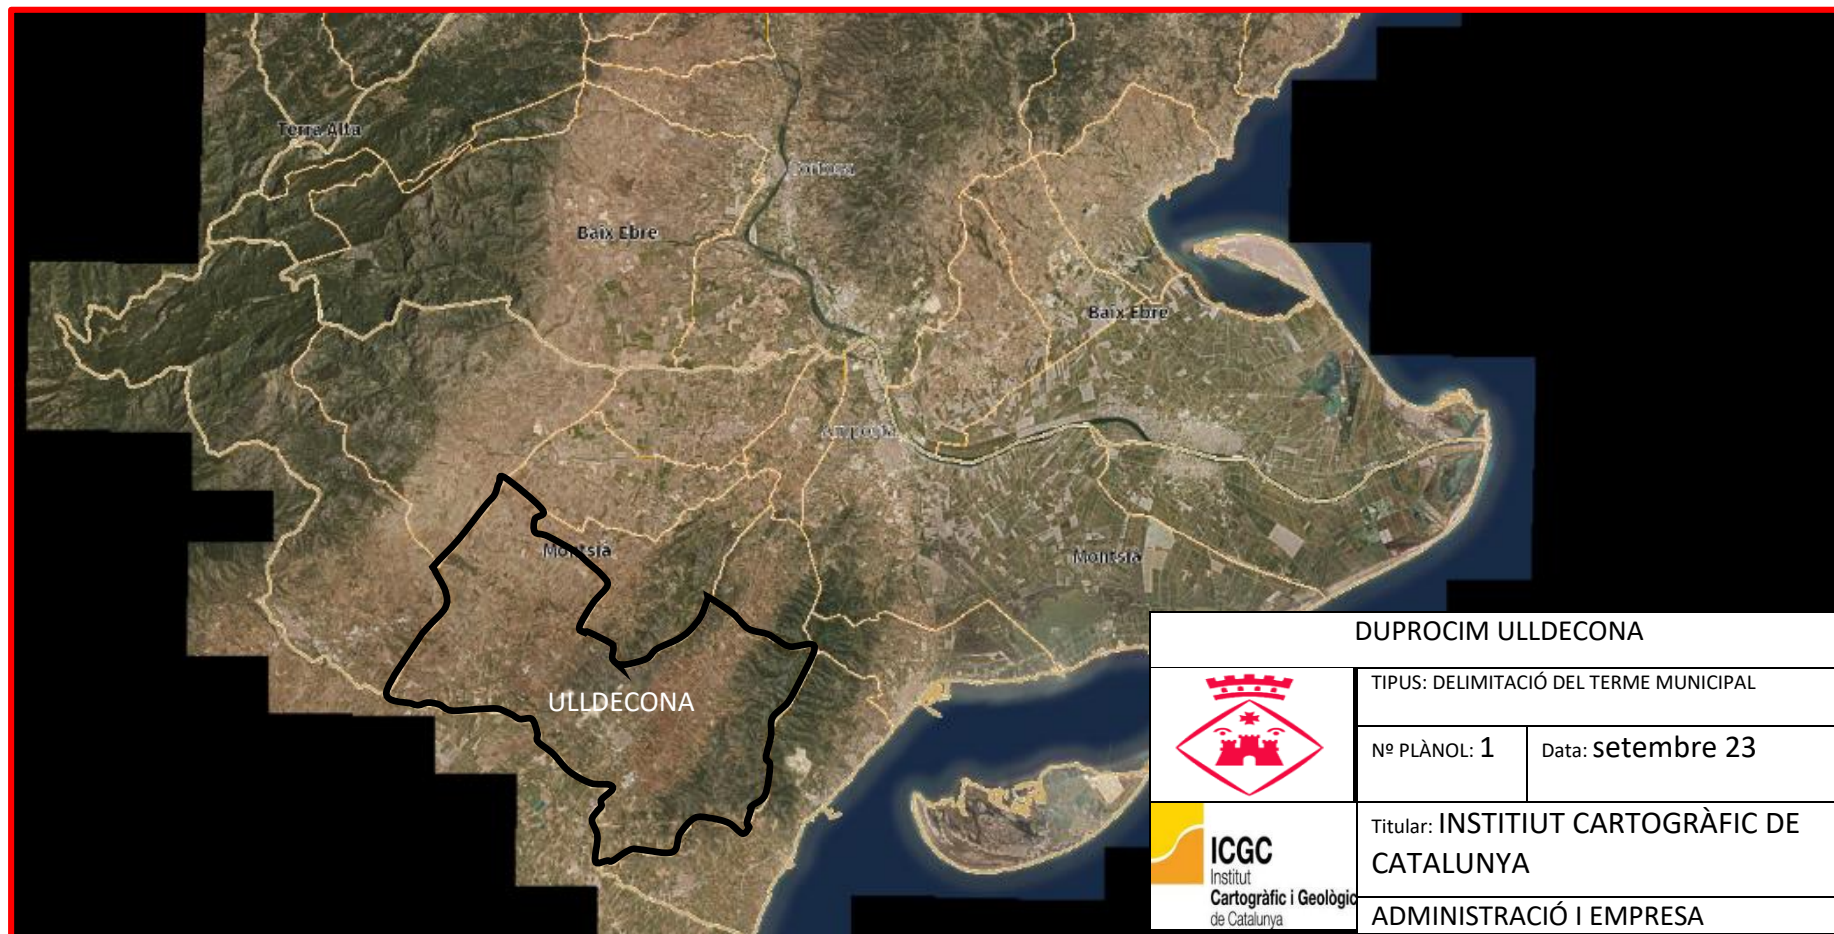 Terra Alta
Tortosa
Baix Ebre
Baix Ebre
Amposta
Montsià
Montsià
ULLDECONA
DUPROCIM ULLDECONA
TIPUS: DELIMITACIÓ DEL TERME MUNICIPAL
Nº PLÀNOL: 1
Data: setembre 23
ICGC
Institut
Cartogràfic i Geològic
de Catalunya
Titular: INSTITIUT CARTOGRÀFIC DE
CATALUNYA
ADMINISTRACIÓ I EMPRESA